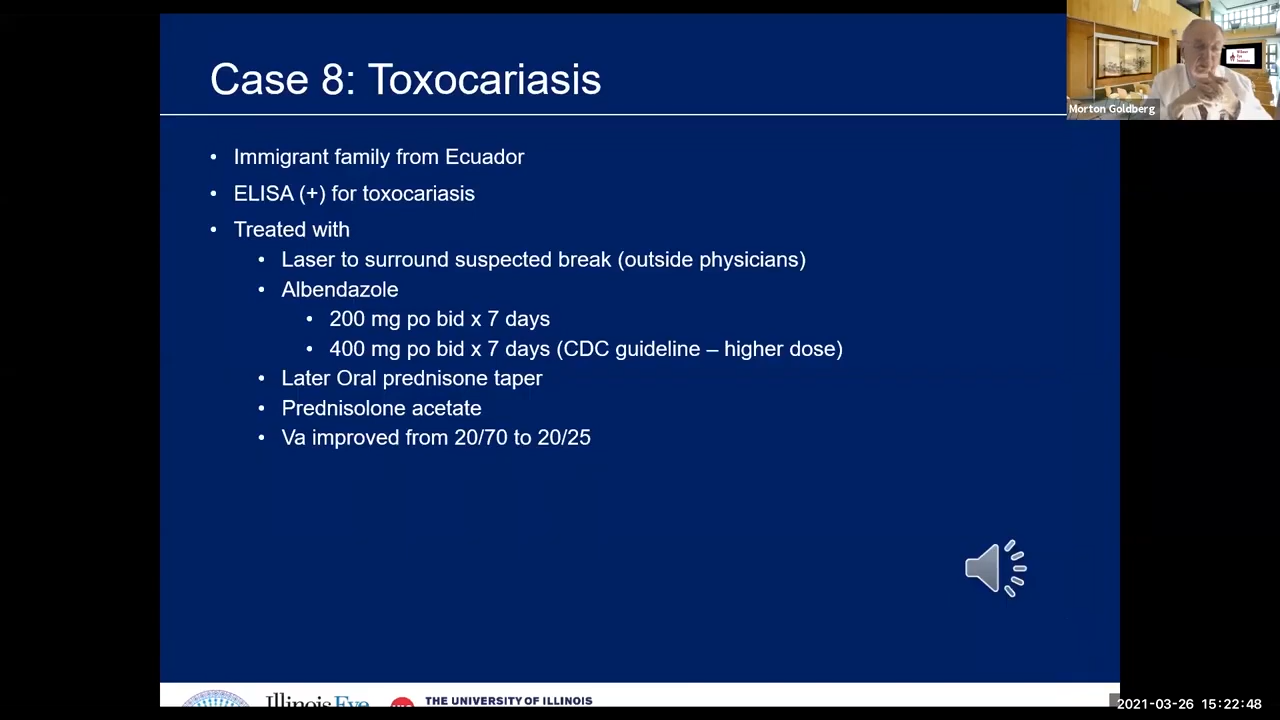 Case 8: Toxocariasis
Morton Goldberg
• Immigrant family from Ecuador
• ELISA (+) for toxocariasis
• Treated with
• Laser to surround suspected break (outside physicians)
• Albendazole
• 200 mg po bid x 7 days
• 400 mg po bid x 7 days (CDC guideline – higher dose)
• Later Oral prednisone taper
• Prednisolone acetate
• Va improved from 20/70 to 20/25
Illinois Eye
THE UNIVERSITY OF ILLINOIS
2021-03-26 15:22:48